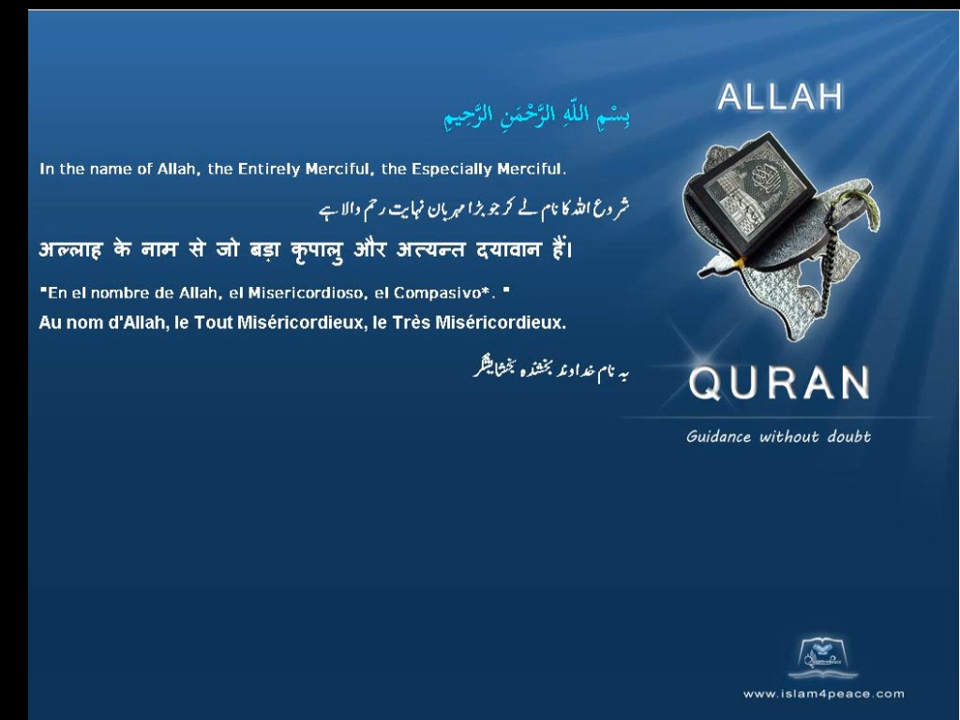 بِسْمِ اللَّهِ الرَّحْمَنِ الرَّحِيمِ
In the name of Allah, the Entirely Merciful, the Especially Merciful.
شروع الله کا نام لے کر جو بڑا مہربان نہایت رحم والا ہے
अल्लाह के नाम से जो बड़ा कृपालु और अत्यन्त दयावान हैं।
"En el nombre de Allah, el Misericordioso, el Compasivo*. "
Au nom d'Allah, le Tout Miséricordieux, le Très Miséricordieux.
به نام خداوند بخشنده بخشایشگر
ALLAH
QURAN
Guidance without doubt
www.islam4peace.com